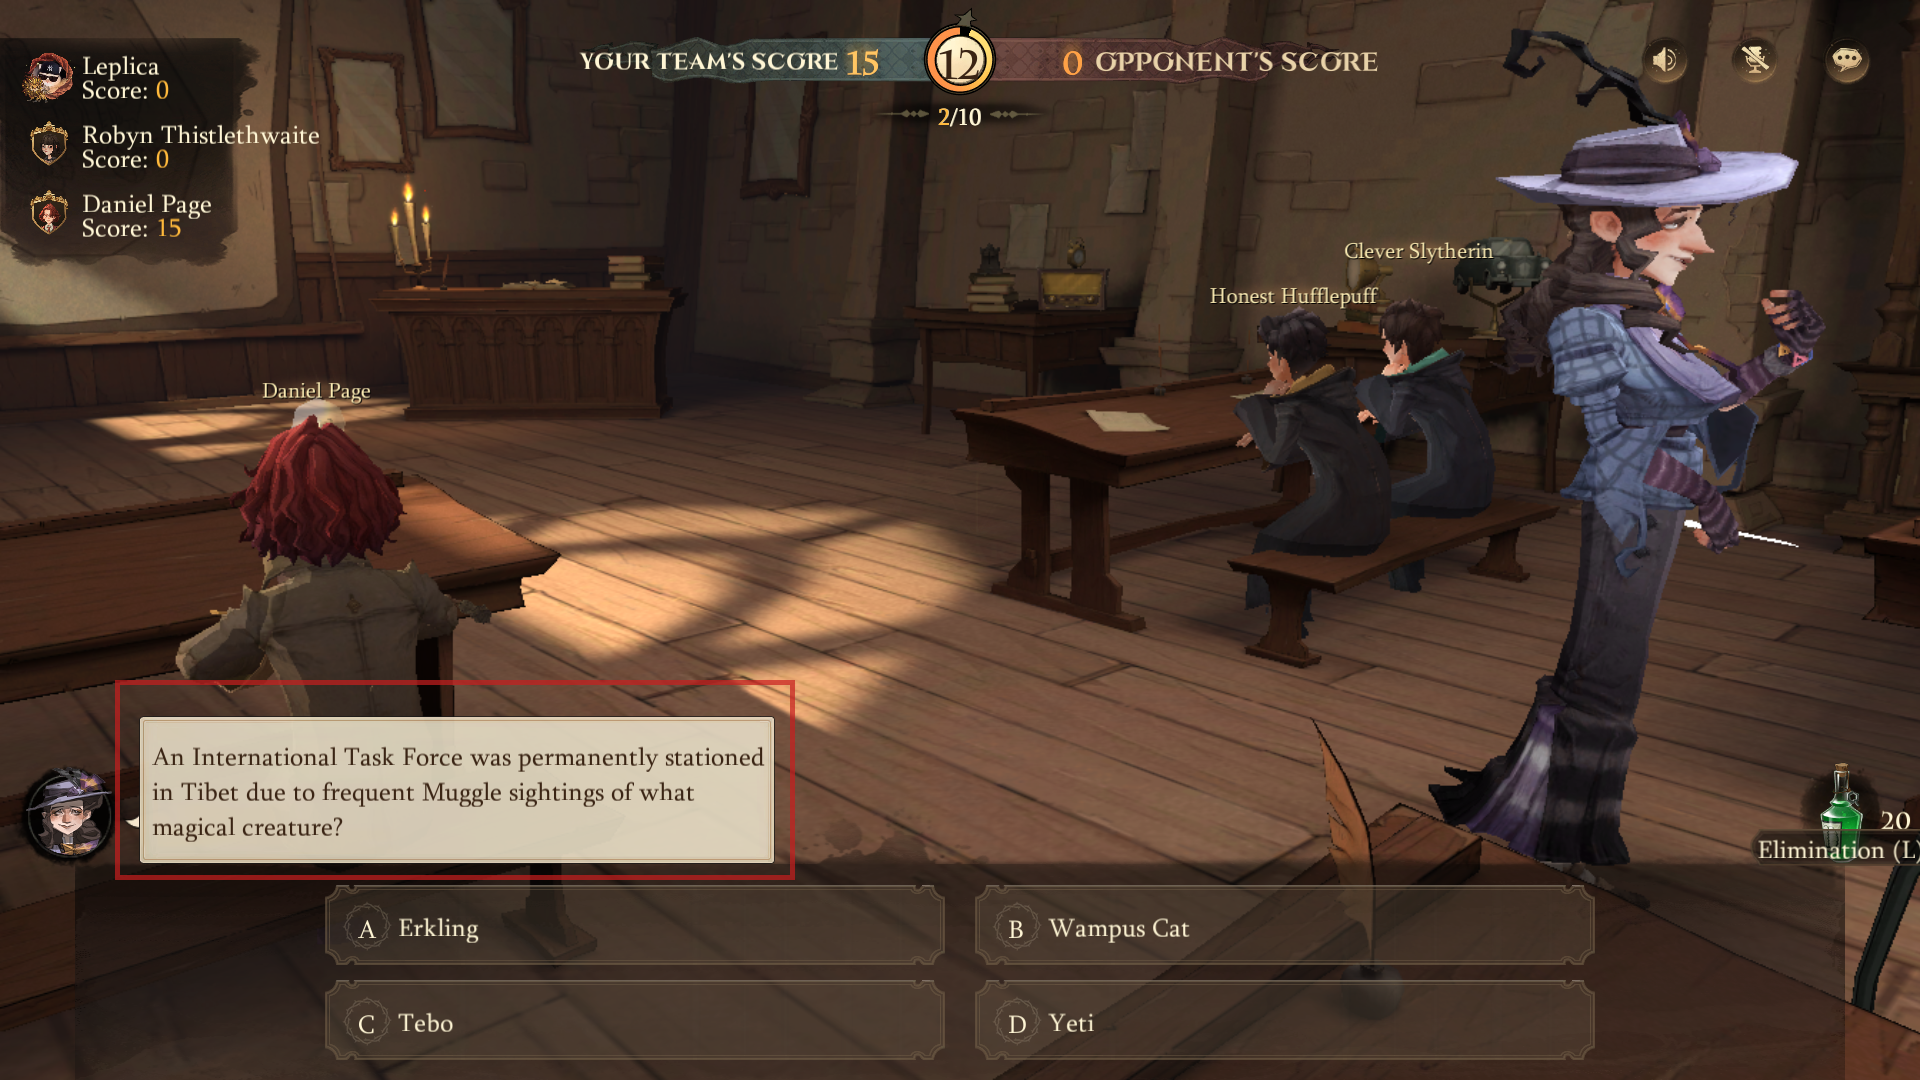 Leplica
Score: 0
Robyn Thistlethwaite
Score: 0
Daniel Page
Score: 15
YOUR TEAM'S SCORE 15
12
0 OPPONENT'S SCORE
2/10
Clever Slytherin
Honest Hufflepuff
Daniel Page
An International Task Force was permanently stationed
in Tibet due to frequent Muggle sightings of what
magical creature?
20
Elimination (L)
A Erkling
B Wampus Cat
C Tebo
D Yeti